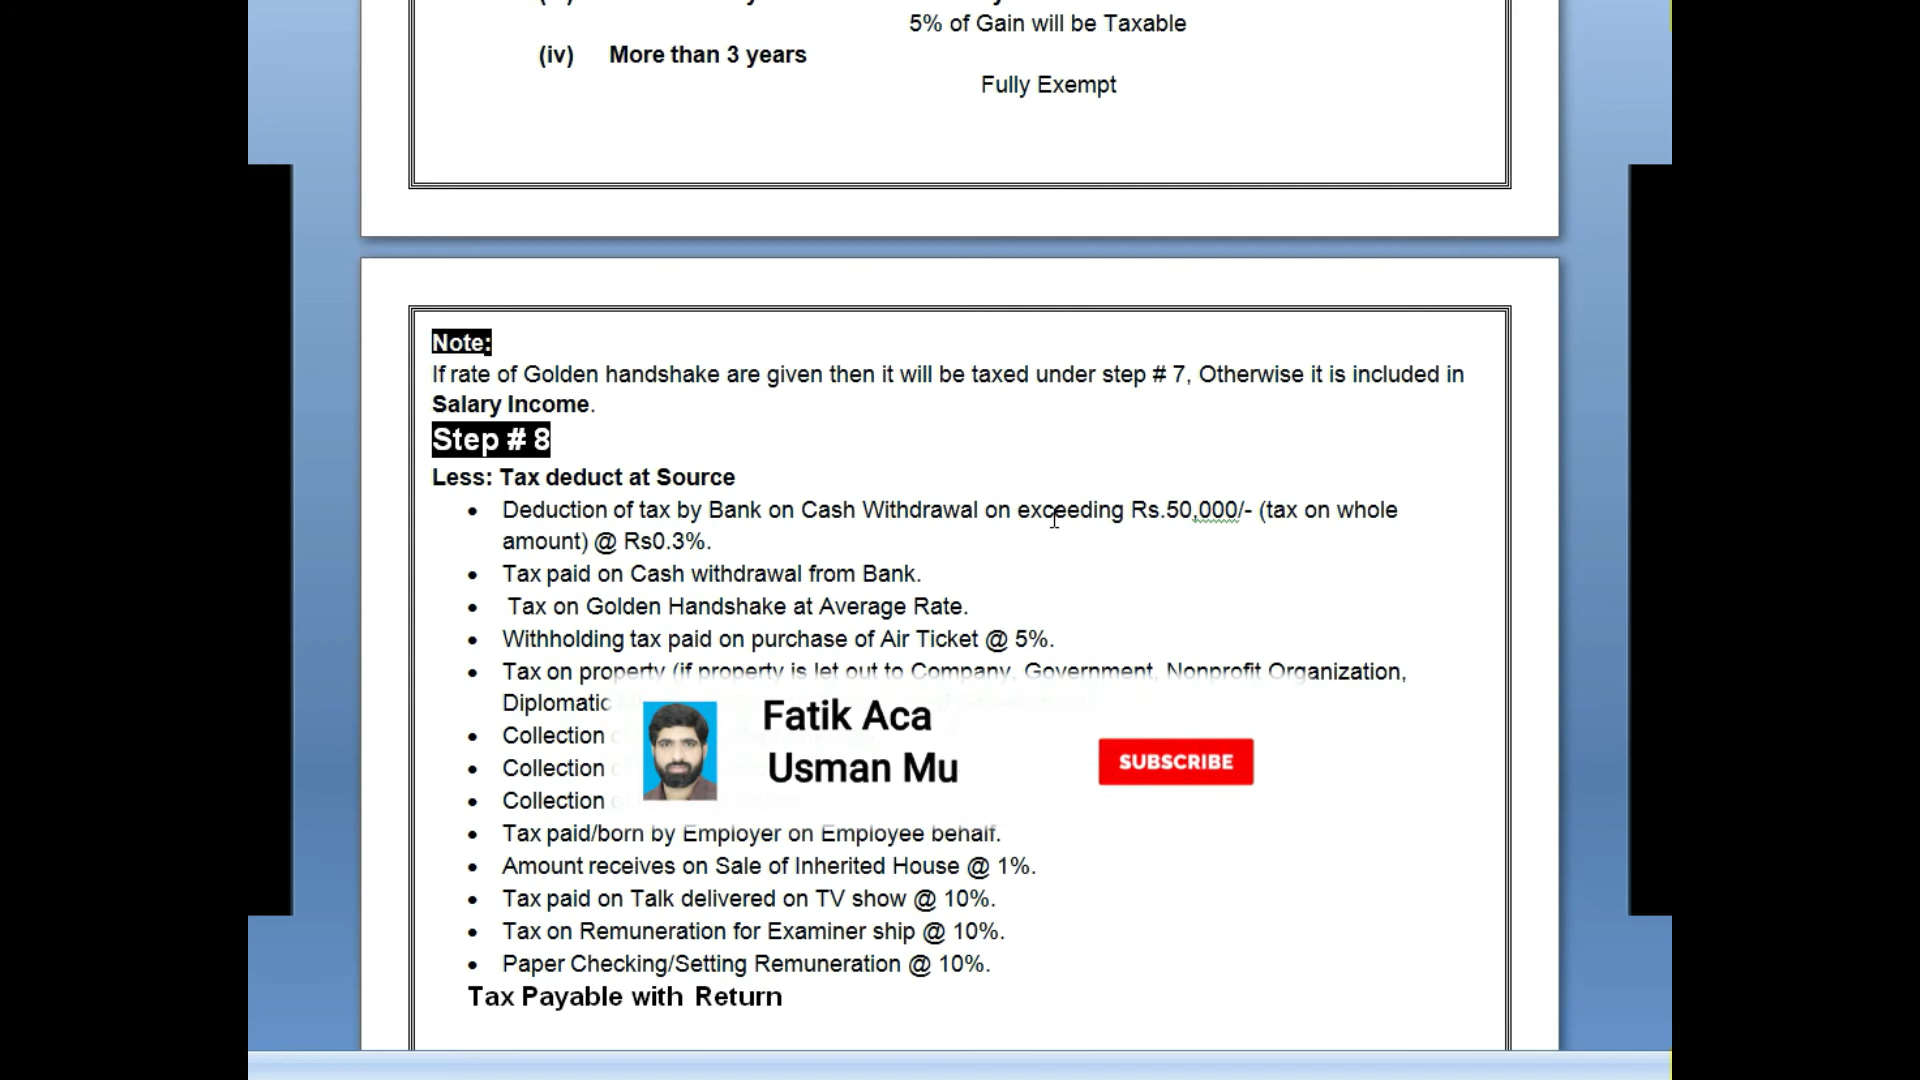 5% of Gain will be Taxable
(iv) More than 3 years
Fully Exempt
Note:
If rate of Golden handshake are given then it will be taxed under step # 7, Otherwise it is included in
Salary Income.
Step # 8
Less: Tax deduct at Source
• Deduction of tax by Bank on Cash Withdrawal on exceeding Rs.50,000/- (tax on whole
amount) @ Rs0.3%.
• Tax paid on Cash withdrawal from Bank.
• Tax on Golden Handshake at Average Rate.
• Withholding tax paid on purchase of Air Ticket @ 5%.
• Tax on property (if property is let out to Company, Government, Nonprofit Organization,
Diplomatic
• Collection
• Collection
• Collection
Fatik Aca
Usman Mu
SUBSCRIBE
• Tax paid/born by Employer on Employee behalf.
• Amount receives on Sale of Inherited House @ 1%.
• Tax paid on Talk delivered on TV show @ 10%.
• Tax on Remuneration for Examiner ship @ 10%.
• Paper Checking/Setting Remuneration @ 10%.
Tax Payable with Return